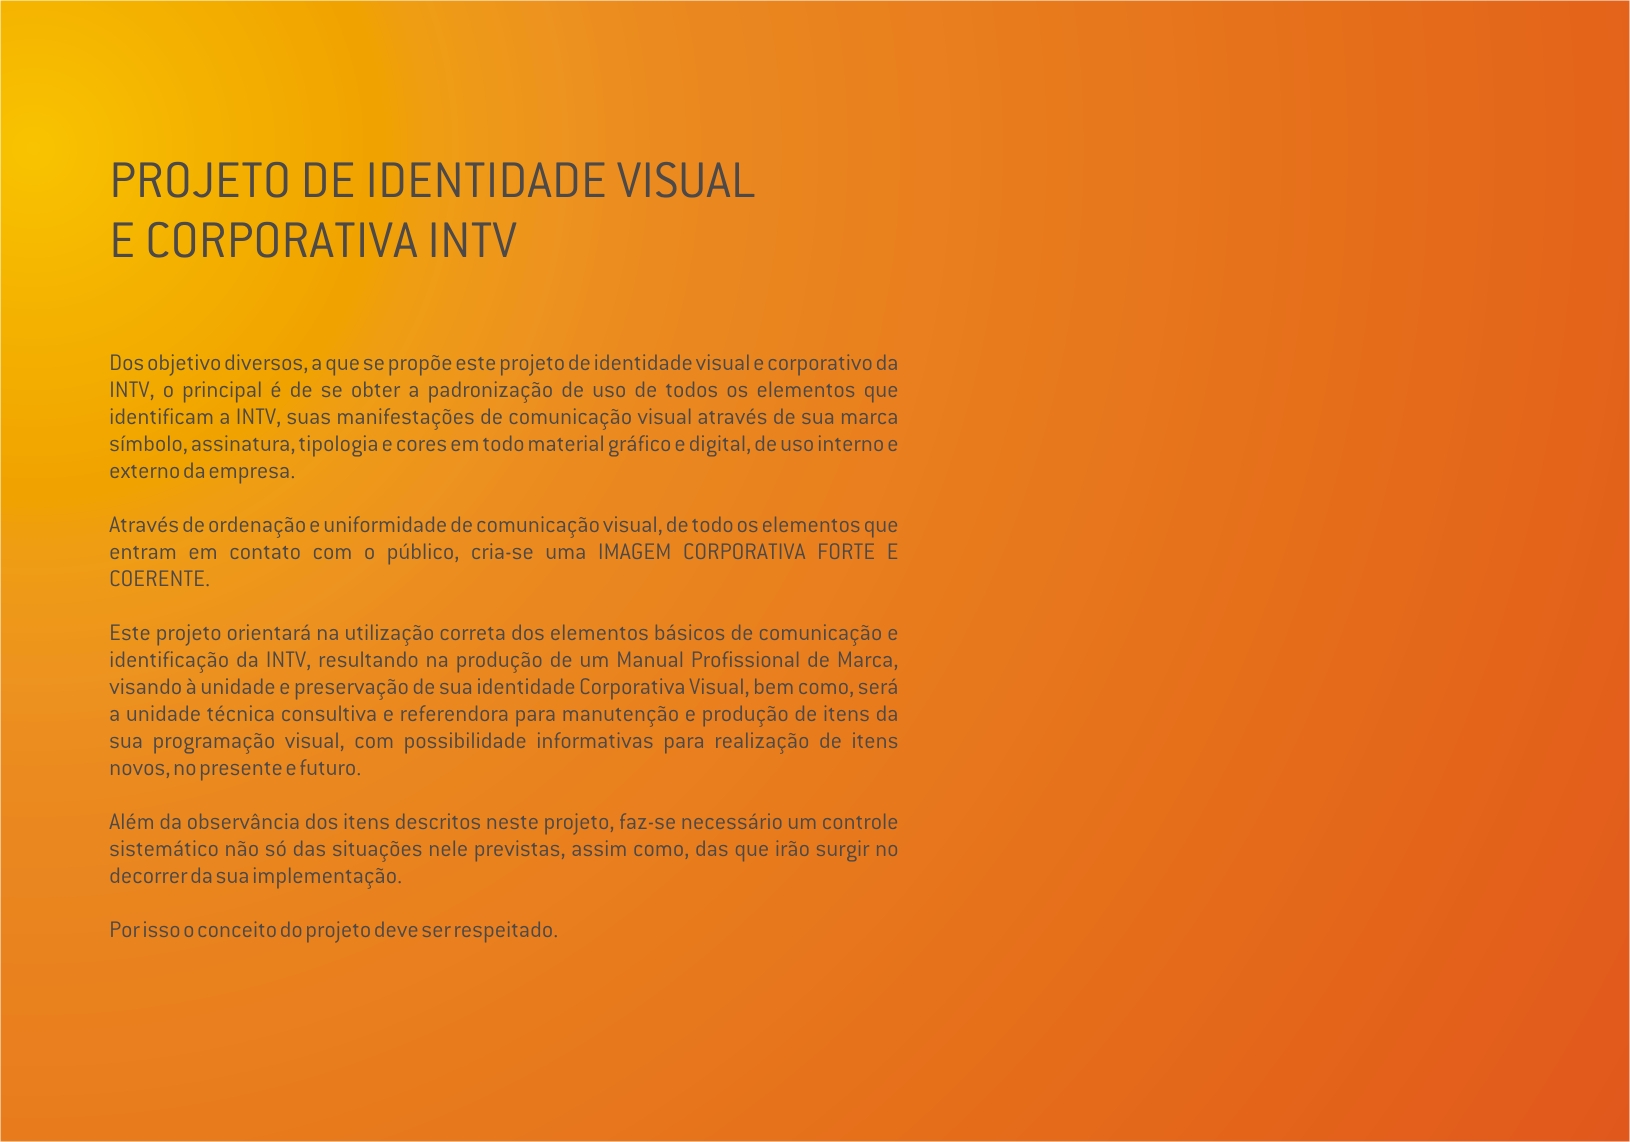 PROJETO DE IDENTIDADE VISUAL
E CORPORATIVA INTV
Dos objetivo diversos, a que se propõe este projeto de identidade visual e corporativo da
INTV, o principal é de se obter a padronização de uso de todos os elementos que
identificam a INTV, suas manifestações de comunicação visual através de sua marca
símbolo, assinatura, tipologia e cores em todo material gráfico e digital, de uso interno e
externo da empresa.
Através de ordenação e uniformidade de comunicação visual, de todo os elementos que
entram em contato com o público, cria-se uma IMAGEM CORPORATIVA FORTE E
COERENTE.
Este projeto orientará na utilização correta dos elementos básicos de comunicação e
identificação da INTV, resultando na produção de um Manual Profissional de Marca,
visando à unidade e preservação de sua identidade Corporativa Visual, bem como, será
a unidade técnica consultiva e referendora para manutenção e produção de itens da
sua programação visual, com possibilidade informativas para realização de itens
novos, no presente e futuro.
Além da observância dos itens descritos neste projeto, faz-se necessário um controle
sistemático não só das situações nele previstas, assim como, das que irão surgir no
decorrer da sua implementação.
Por isso o conceito do projeto deve ser respeitado.